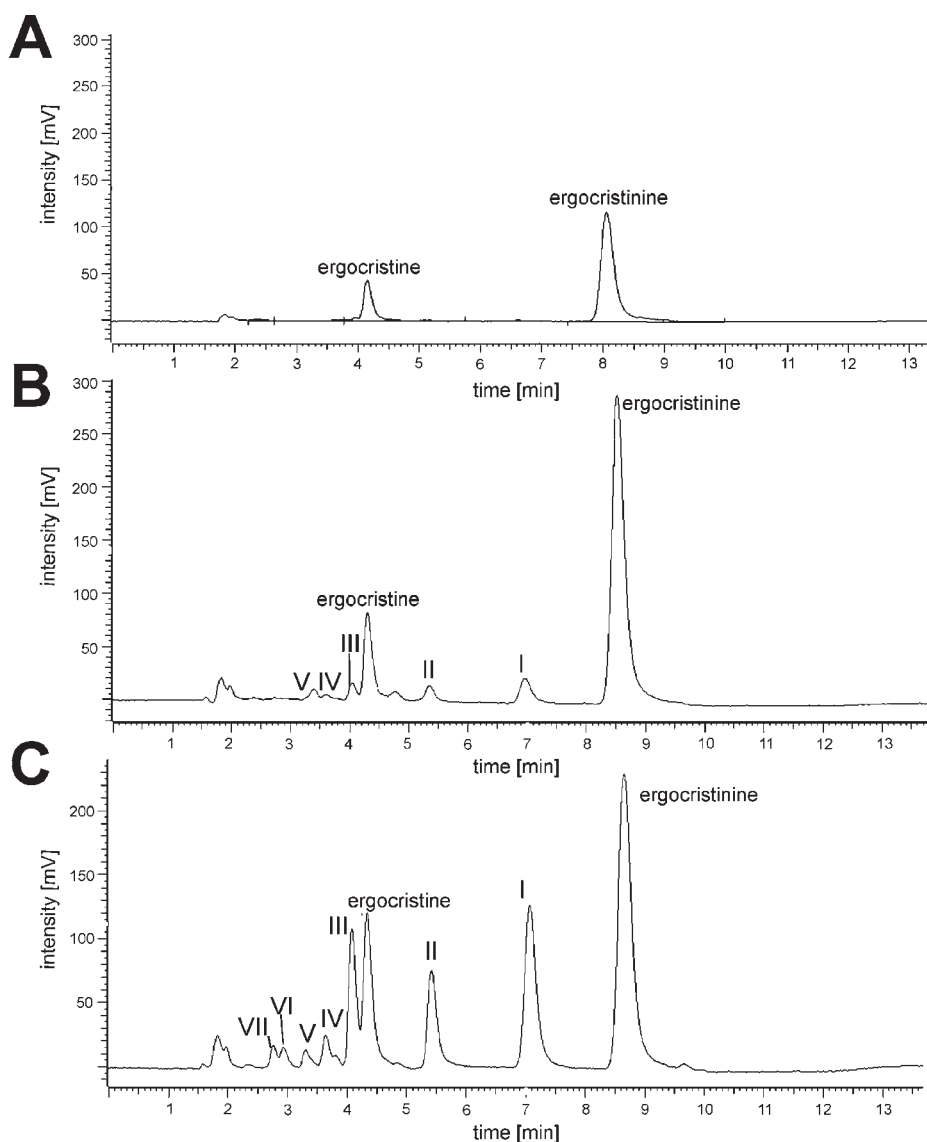 A
300
250
200
150
100
50
intensity [mV]
ergocristine
ergocristinine
1 2 3 4 5 6 7 8 9 10 11 12 13
time [min]
B
300
250
200
150
100
50
intensity [mV]
ergocristinine
ergocristine
V IV III II I
1 2 3 4 5 6 7 8 9 10 11 12 13
time [min]
C
200
150
100
50
intensity [mV]
ergocristinine
ergocristine
VII VI V IV III II I
1 2 3 4 5 6 7 8 9 10 11 12 13
time [min]